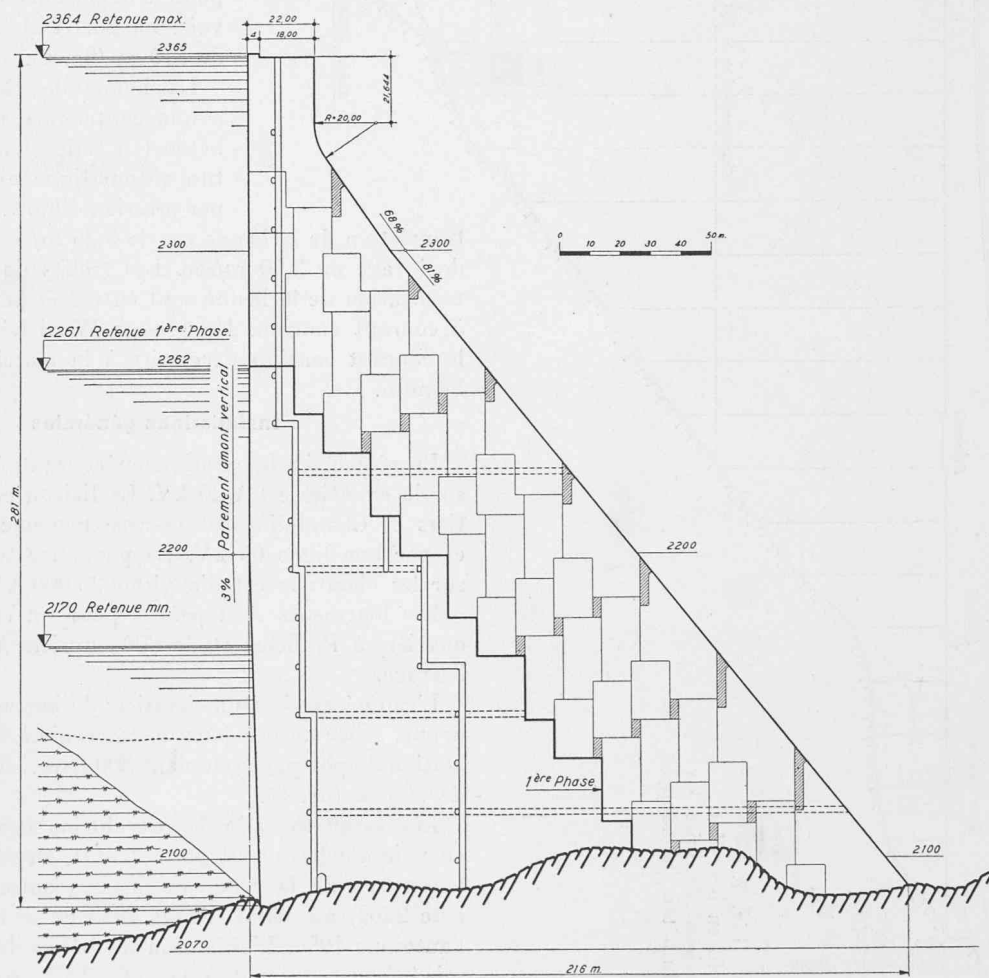 2364 Retenue max.
22,00
4
18,00
2365
21,644
R=20,00
68%
2300
2300
81%
0 10 20 30 40 50 m.
2261 Retenue 1ère Phase.
2262
3% Parement amont vertical
281 m.
2200
2200
2170 Retenue min.
1ère Phase
2100
2100
2070
216 m.